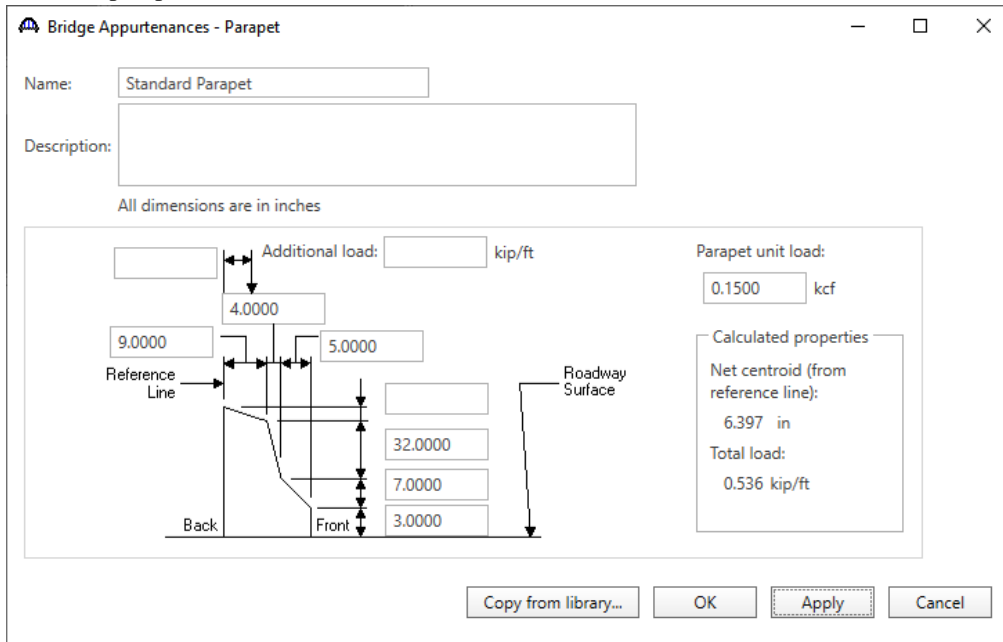 Bridge Appurtenances - Parapet
Name: Standard Parapet
Description:
All dimensions are in inches
Additional load: kip/ft
Parapet unit load:
4.0000
0.1500 kcf
9.0000
5.0000
Calculated properties
Reference
Line
Roadway
Surface
Net centroid (from
reference line):
6.397 in
32.0000
Total load:
7.0000
0.536 kip/ft
Back
Front
3.0000
Copy from library... OK Apply Cancel